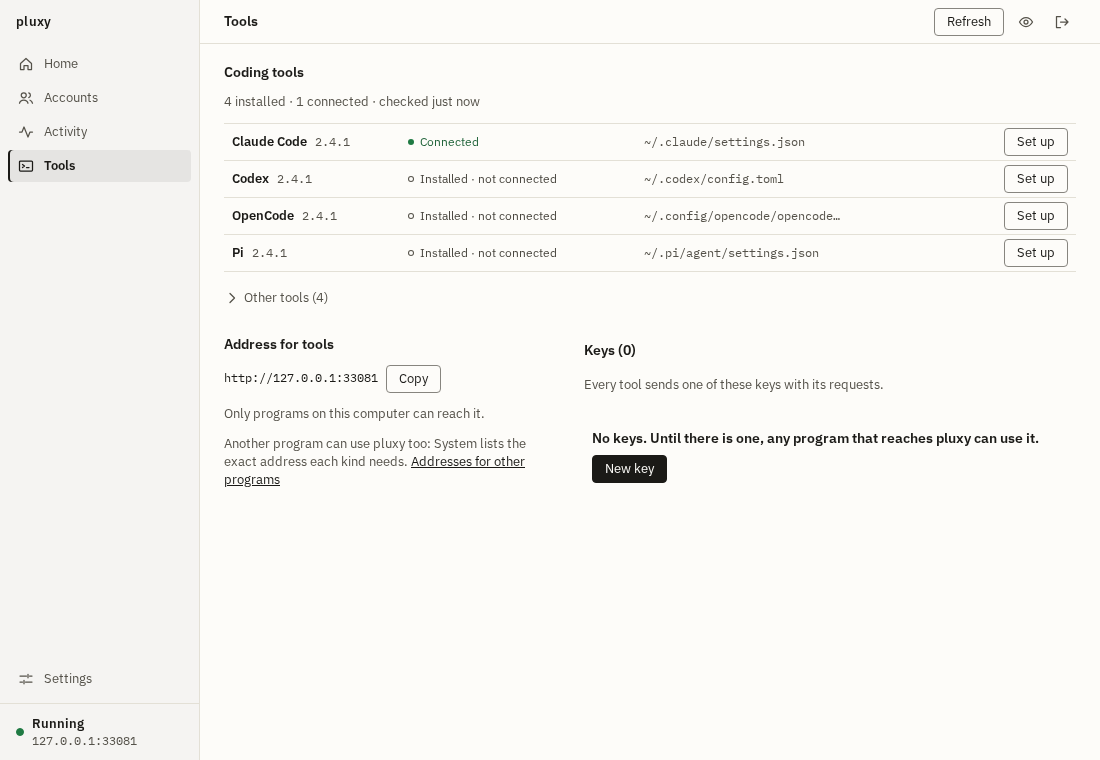 pluxy
Home
Accounts
Activity
Tools
Settings
Running
127.0.0.1:33081
Tools
Refresh
Coding tools
4 installed · 1 connected · checked just now
Claude Code 2.4.1 Connected ~/.claude/settings.json Set up
Codex 2.4.1 Installed · not connected ~/.codex/config.toml Set up
OpenCode 2.4.1 Installed · not connected ~/.config/opencode/opencode… Set up
Pi 2.4.1 Installed · not connected ~/.pi/agent/settings.json Set up
Other tools (4)
Address for tools
http://127.0.0.1:33081 Copy
Only programs on this computer can reach it.
Another program can use pluxy too: System lists the
exact address each kind needs. Addresses for other
programs
Keys (0)
Every tool sends one of these keys with its requests.
No keys. Until there is one, any program that reaches pluxy can use it.
New key